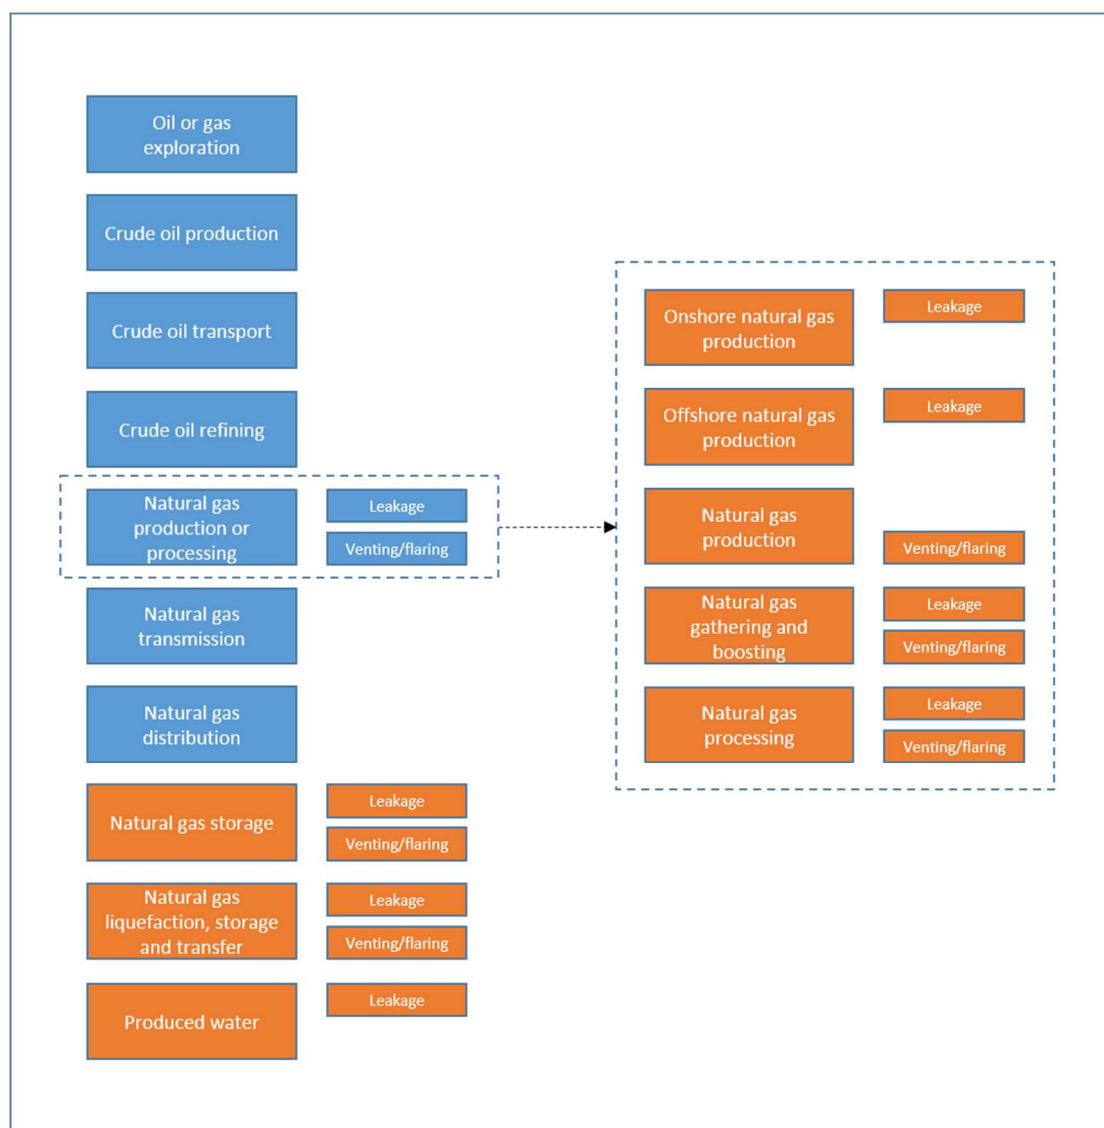 Oil or gas
exploration
Crude oil production
Crude oil transport
Crude oil refining
Natural gas
production or
processing
Leakage
Venting/flaring
Natural gas
transmission
Natural gas
distribution
Natural gas storage
Leakage
Venting/flaring
Natural gas
liquefaction, storage
and transfer
Leakage
Venting/flaring
Produced water
Leakage
Onshore natural gas
production
Leakage
Offshore natural gas
production
Leakage
Natural gas
production
Venting/flaring
Natural gas
gathering and
boosting
Leakage
Venting/flaring
Natural gas
processing
Leakage
Venting/flaring